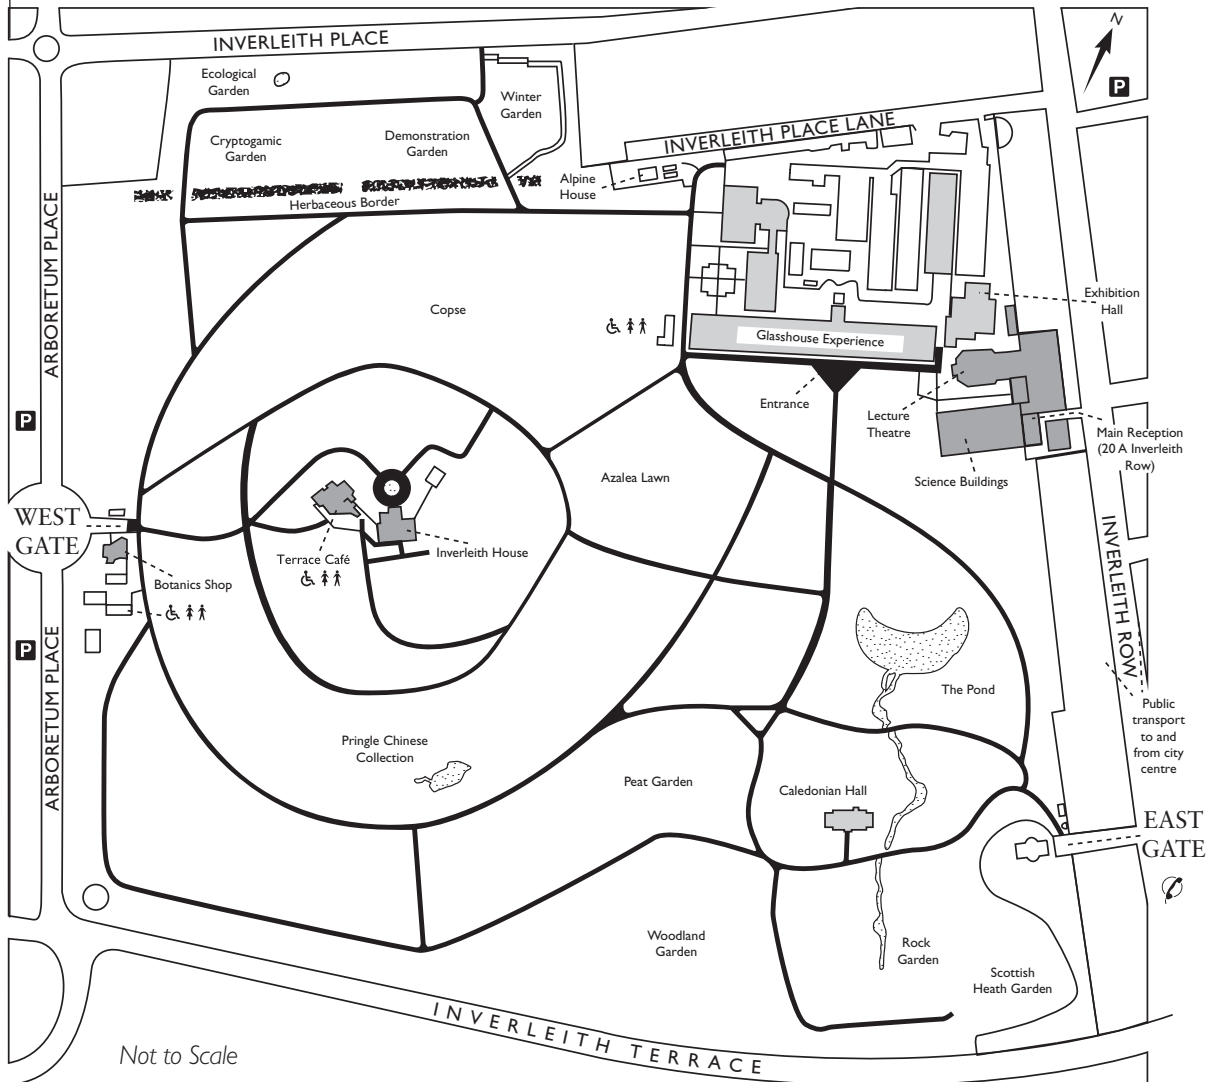 INVERLEITH PLACE
N
P
Ecological
Garden
Winter
Garden
Cryptogamic
Garden
Demonstration
Garden
INVERLEITH PLACE LANE
Alpine
House
Herbaceous Border
ARBORETUM PLACE
Copse
Exhibition
Hall
Glasshouse Experience
Entrance
Lecture
Theatre
P
Main Reception
(20 A Inverleith
Row)
Azalea Lawn
Science Buildings
WEST
GATE
Terrace Café
Inverleith House
Botanics Shop
INVERLEITH ROW
P
ARBORETUM PLACE
The Pond
Public
transport
to and
from city
centre
Pringle Chinese
Collection
Peat Garden
Caledonian Hall
EAST
GATE
Woodland
Garden
Rock
Garden
Scottish
Heath Garden
INVERLEITH TERRACE
Not to Scale